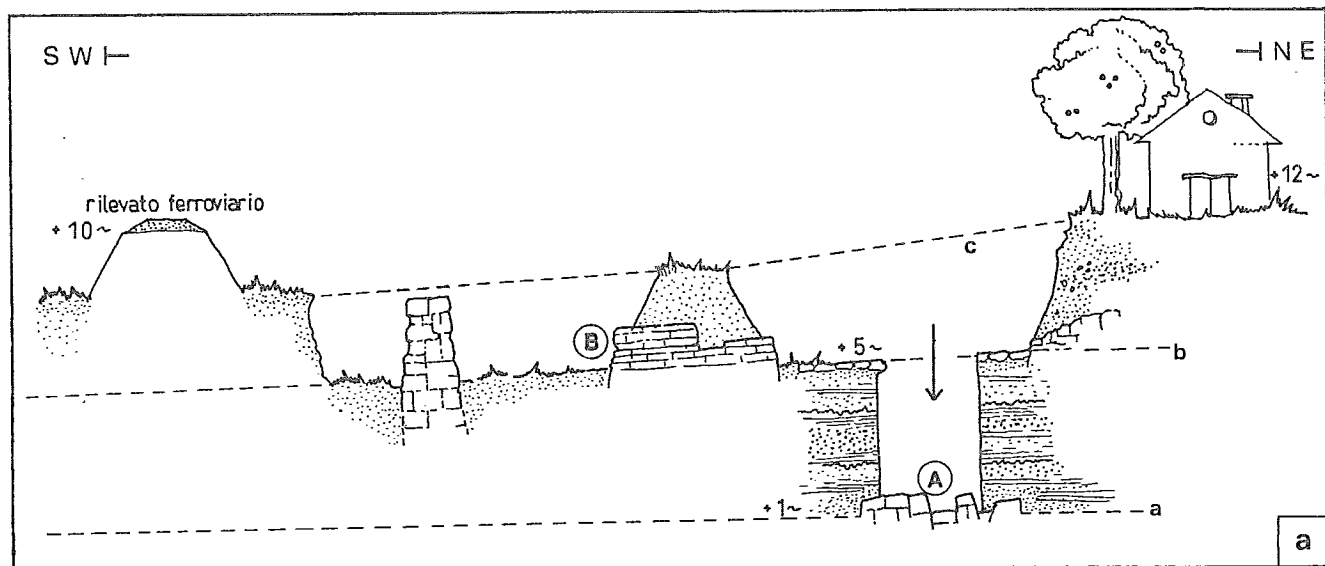 S W
N E
rilevato ferroviario
+10~
+12~
c
B
+5~
b
A
+1~
a
a